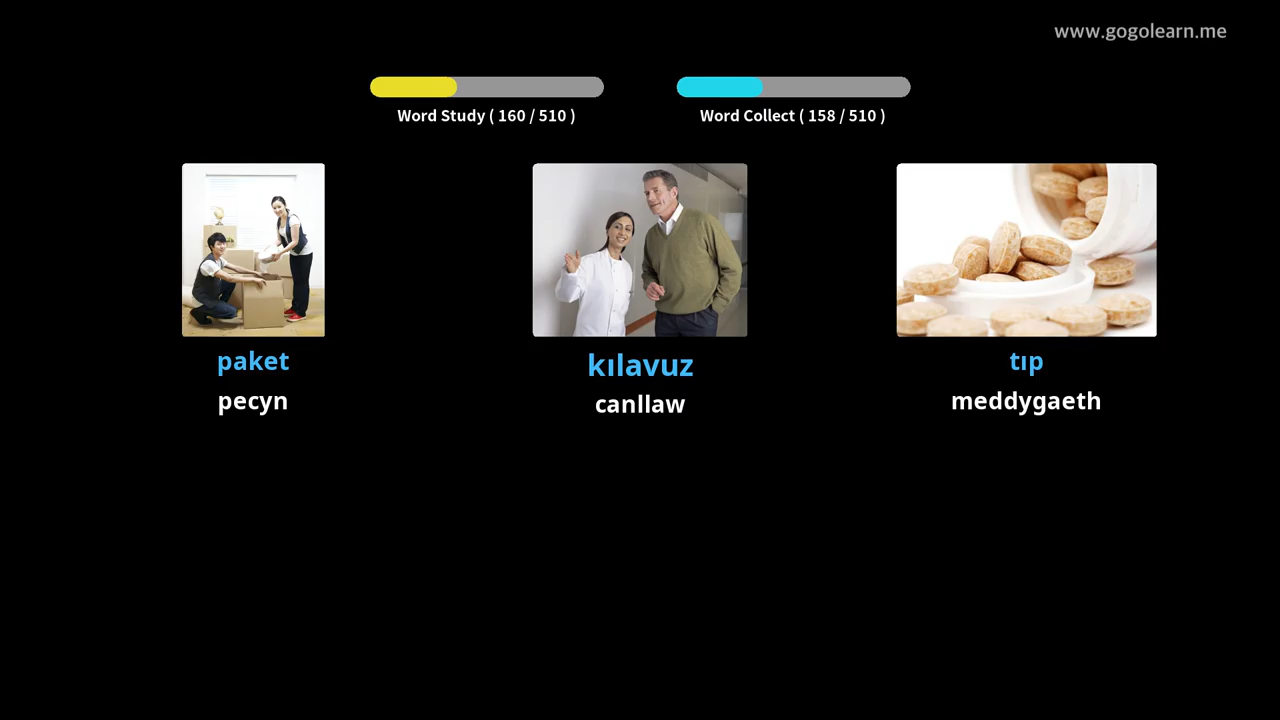 www.gogolearn.me
Word Study ( 160 / 510 )
Word Collect ( 158 / 510 )
paket
pecyn
kılavuz
canllaw
tıp
meddygaeth